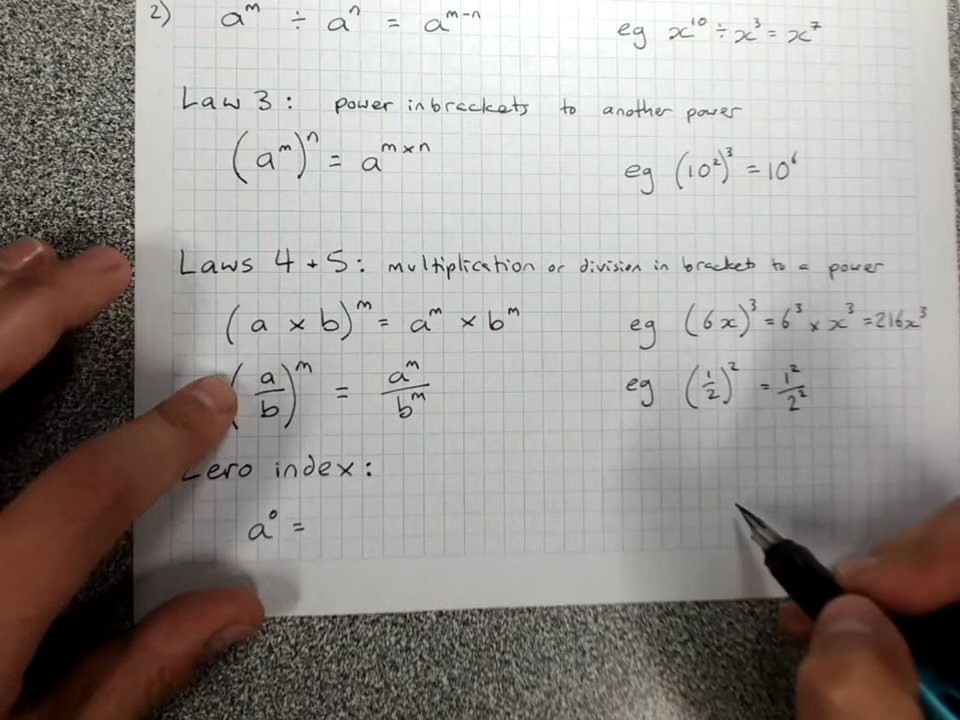 2) aᵐ ÷ aⁿ = aᵐ⁻ⁿ eg x¹⁰ ÷ x³ = x⁷
Law 3 : power in brackets to another power
(aᵐ)ⁿ = a^(m×n) eg (10²)³ = 10⁶
Laws 4 + 5 : multiplication or division in bracket to a power
(a × b)ᵐ = aᵐ × bᵐ eg (6x)³ = 6³ × x³ = 216x³
(a/b)ᵐ = aᵐ/bᵐ eg (1/2)² = 1²/2²
Zero index :
a⁰ =